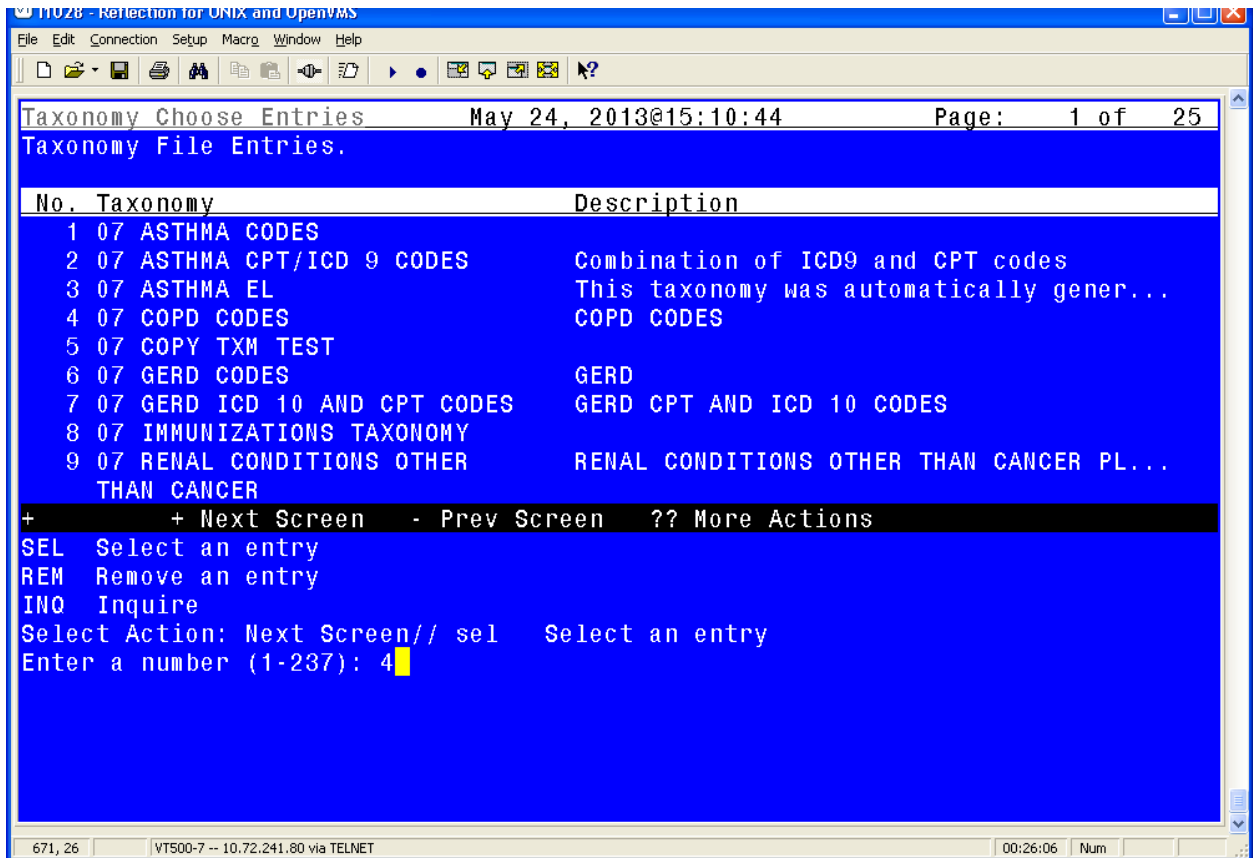 - Reflection for UNIX and OpenVMS
File Edit Connection Setup Macro Window Help
Taxonomy Choose Entries May 24, 2013@15:10:44 Page: 1 of 25
Taxonomy File Entries.
No. Taxonomy Description
1 07 ASTHMA CODES
2 07 ASTHMA CPT/ICD 9 CODES Combination of ICD9 and CPT codes
3 07 ASTHMA EL This taxonomy was automatically gener...
4 07 COPD CODES COPD CODES
5 07 COPY TXM TEST
6 07 GERD CODES GERD
7 07 GERD ICD 10 AND CPT CODES GERD CPT AND ICD 10 CODES
8 07 IMMUNIZATIONS TAXONOMY
9 07 RENAL CONDITIONS OTHER RENAL CONDITIONS OTHER THAN CANCER PL...
THAN CANCER
+ + Next Screen - Prev Screen ?? More Actions
SEL Select an entry
REM Remove an entry
INQ Inquire
Select Action: Next Screen// sel Select an entry
Enter a number (1-237): 4
671, 26 VT500-7 -- 10.72.241.80 via TELNET 00:26:06 Num